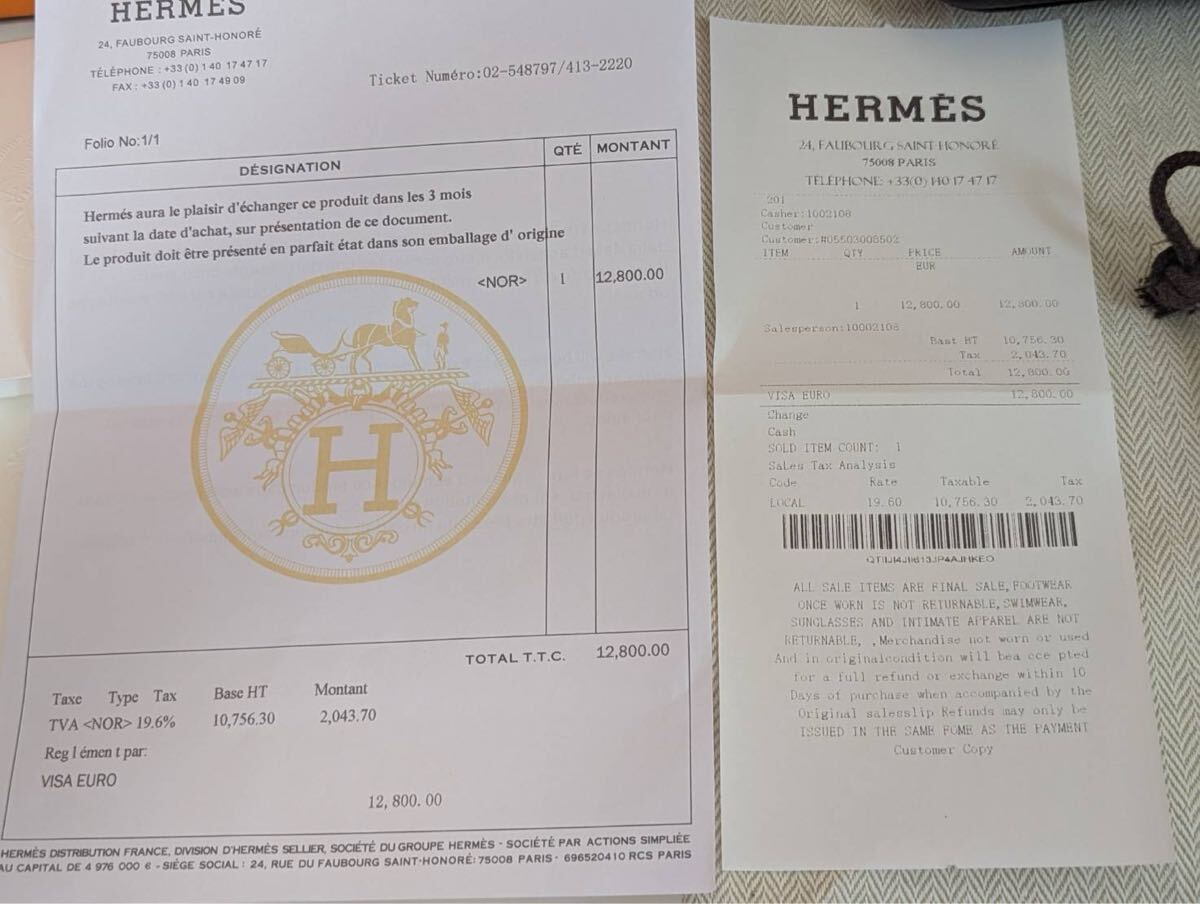 HERMÈS
24, FAUBOURG SAINT-HONORÉ
75008 PARIS
TÉLÉPHONE : +33 (0) 1 40 17 47 17
FAX : +33 (0) 1 40 17 49 09
Ticket Numéro:02-548797/413-2220
Folio No:1/1
DÉSIGNATION QTÉ MONTANT
Hermés aura le plaisir d'échanger ce produit dans les 3 mois
suivant la date d'achat, sur présentation de ce document.
Le produit doit être présenté en parfait état dans son emballage d' origine
<NOR> 1 12,800.00
H
TOTAL T.T.C. 12,800.00
Taxe Type Tax Base HT Montant
TVA <NOR> 19.6% 10,756.30 2,043.70
Reg l émen t par:
VISA EURO
12, 800. 00
HERMÈS DISTRIBUTION FRANCE, DIVISION D'HERMÈS SELLIER, SOCIÉTÉ DU GROUPE HERMÈS - SOCIÉTÉ PAR ACTIONS SIMPLIÉE
AU CAPITAL DE 4 976 000 € - SIÈGE SOCIAL : 24, RUE DU FAUBOURG SAINT-HONORÉ: 75008 PARIS - 696520410 RCS PARIS
HERMÈS
24, FAUBOURG SAINT HONORÉ
75008 PARIS
TÉLÉPHONE: +33(0) 140 17 47 17
201
Casher:1002108
Customer
Customer:#05503008502
ITEM QTY PRICE AMOUNT
EUR
1 12,800.00 12,800.00
Salesperson:10002108
Bast HT 10,756.30
Tax 2,043.70
Total 12,800.00
VISA EURO 12,800.00
Change
Cash
SOLD ITEM COUNT: 1
Sales Tax Analysis
Code Rate Taxable Tax
LOCAL 19.60 10,756.30 2,043.70
ALL SALE ITEMS ARE FINAL SALE, FOOTWEAR
ONCE WORN IS NOT RETURNABLE, SWIMWEAR,
SUNGLASSES AND INTIMATE APPAREL ARE NOT
RETURNABLE, ,Merchandise not worn or used
And in originalcondition will bea cce pted
for a full refund or exchange within 10
Days of purchase when accompanied by the
Original salesslip Refunds may only be
ISSUED IN THE SAME FOME AS THE PAYMENT
Customer Copy